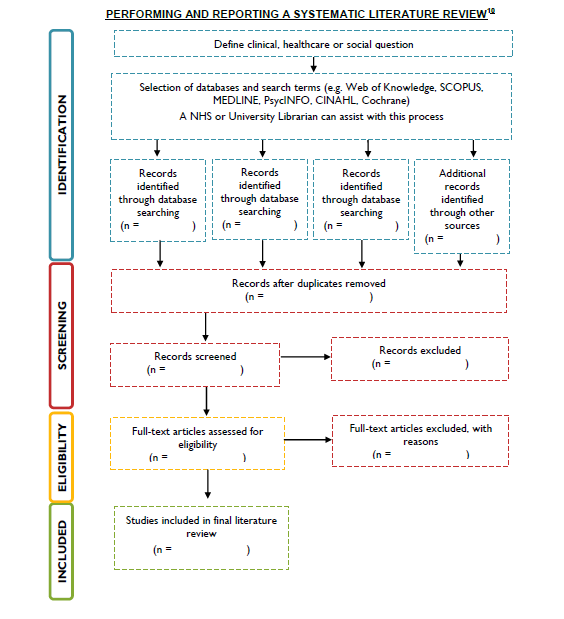 PERFORMING AND REPORTING A SYSTEMATIC LITERATURE REVIEW10
IDENTIFICATION
Define clinical, healthcare or social question
Selection of databases and search terms (e.g. Web of Knowledge, SCOPUS,
MEDLINE, PsycINFO, CINAHL, Cochrane)
A NHS or University Librarian can assist with this process
Records
identified
through database
searching
(n = )
Records
identified
through database
searching
(n = )
Records
identified
through database
searching
(n = )
Additional
records
identified
through other
sources
(n = )
SCREENING
Records after duplicates removed
(n = )
Records screened
(n = )
Records excluded
(n = )
ELIGIBILITY
Full-text articles assessed for
eligibility
(n = )
Full-text articles excluded, with
reasons
(n = )
INCLUDED
Studies included in final literature
review
(n = )